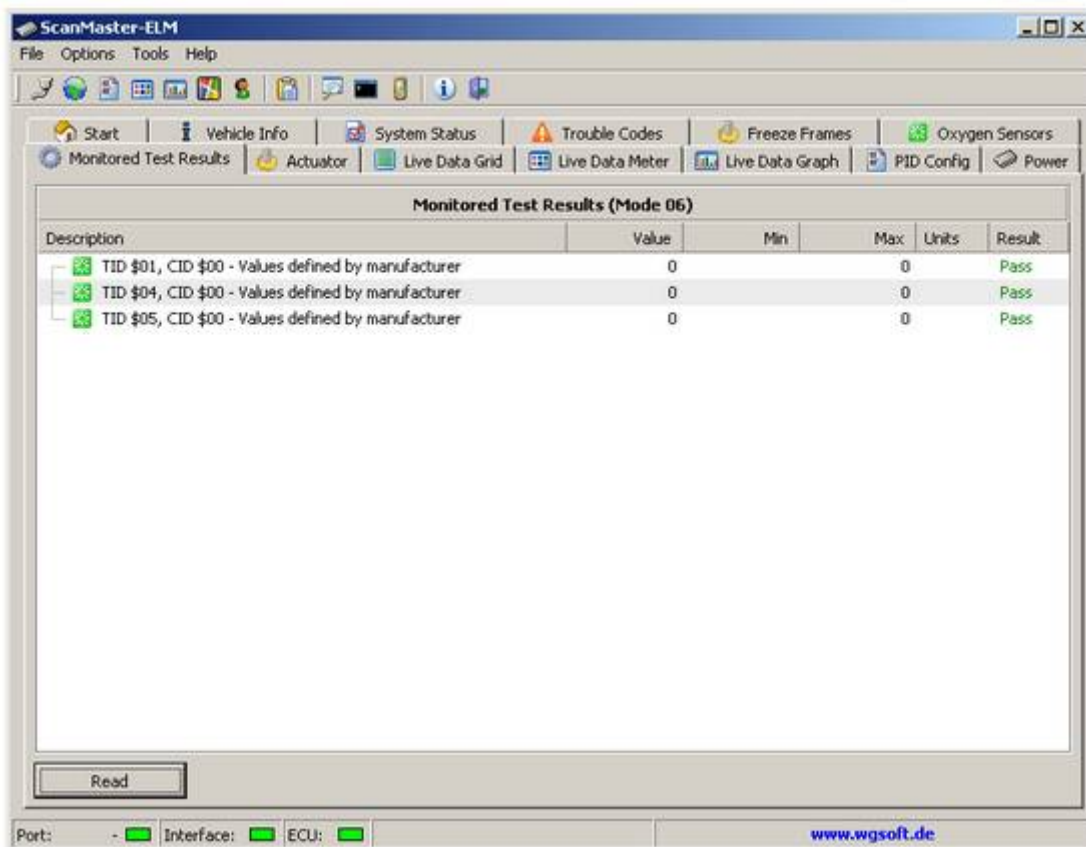 ScanMaster-ELM
File Options Tools Help
Start Vehicle Info System Status Trouble Codes Freeze Frames Oxygen Sensors
Monitored Test Results Actuator Live Data Grid Live Data Meter Live Data Graph PID Config Power
Monitored Test Results (Mode 06)
Description Value Min Max Units Result
TID $01, CID $00 - Values defined by manufacturer 0 0 Pass
TID $04, CID $00 - Values defined by manufacturer 0 0 Pass
TID $05, CID $00 - Values defined by manufacturer 0 0 Pass
Read
Port: - Interface: ECU: www.wgsoft.de